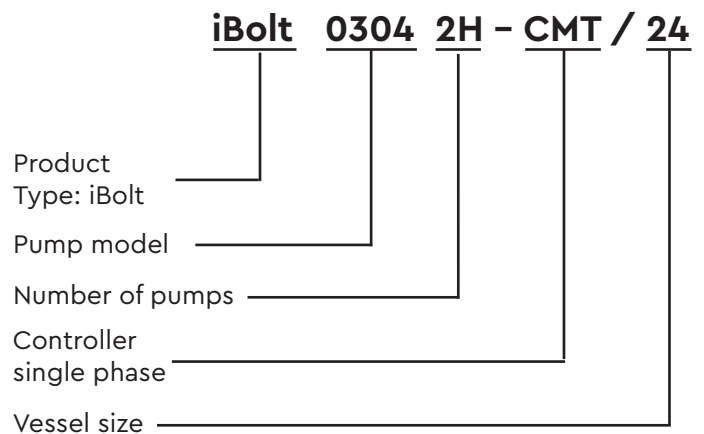 iBolt 0304 2H – CMT / 24
Product
Type: iBolt
Pump model
Number of pumps
Controller
single phase
Vessel size